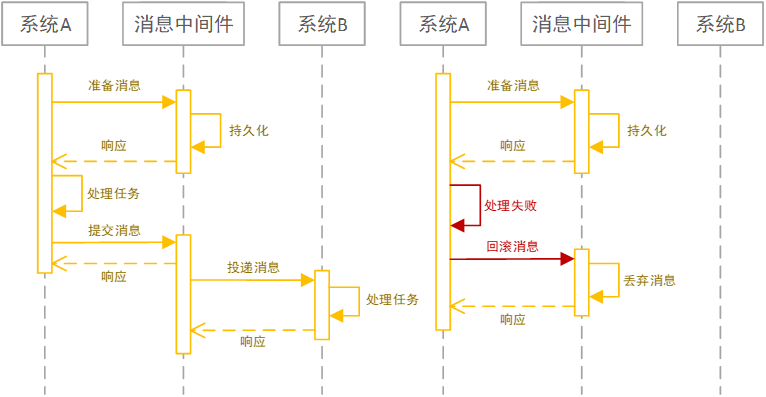 系统A
消息中间件
系统B
准备消息
持久化
响应
处理任务
提交消息
响应
投递消息
处理任务
响应
系统A
消息中间件
系统B
准备消息
持久化
响应
处理失败
回滚消息
丢弃消息
响应